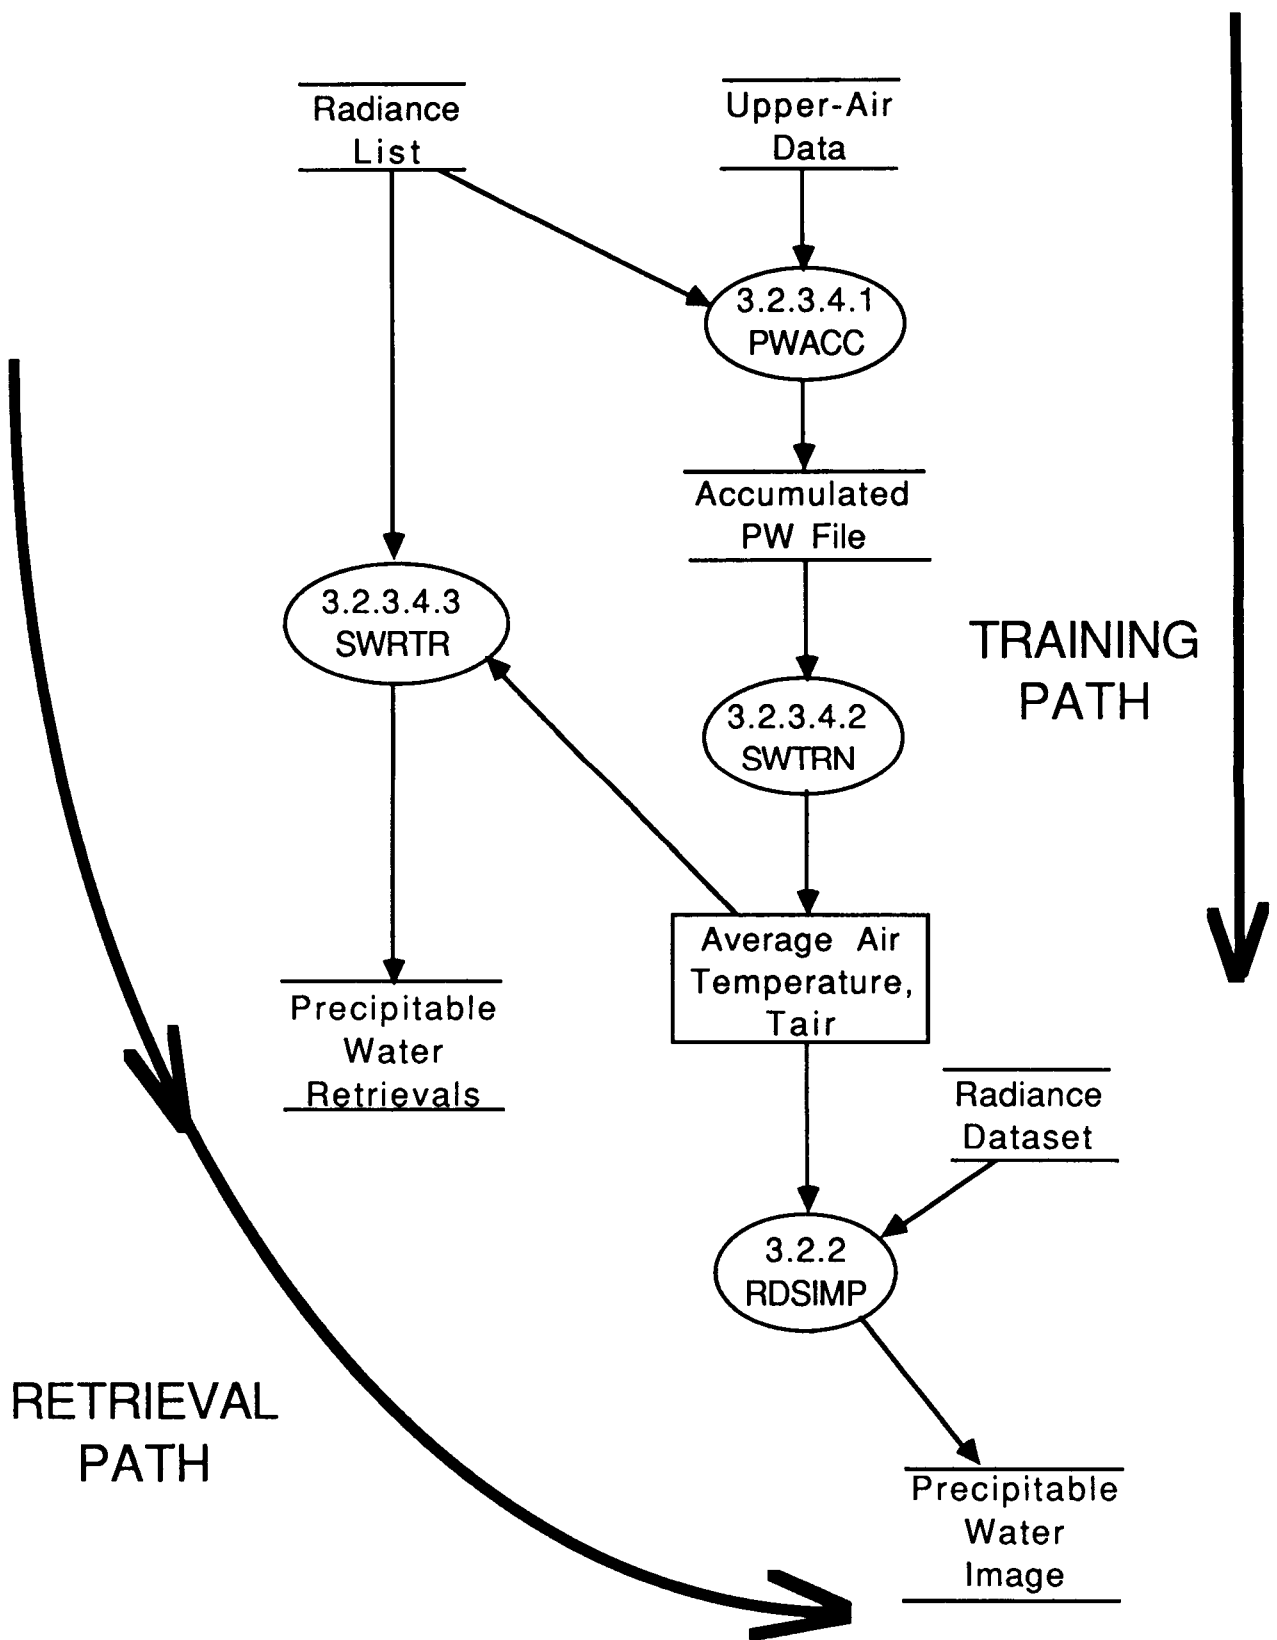 Radiance
List
Upper-Air
Data
3.2.3.4.1
PWACC
Accumulated
PW File
3.2.3.4.3
SWRTR
TRAINING
PATH
3.2.3.4.2
SWTRN
Average Air
Temperature,
Tair
Precipitable
Water
Retrievals
Radiance
Dataset
3.2.2
RDSIMP
RETRIEVAL
PATH
Precipitable
Water
Image